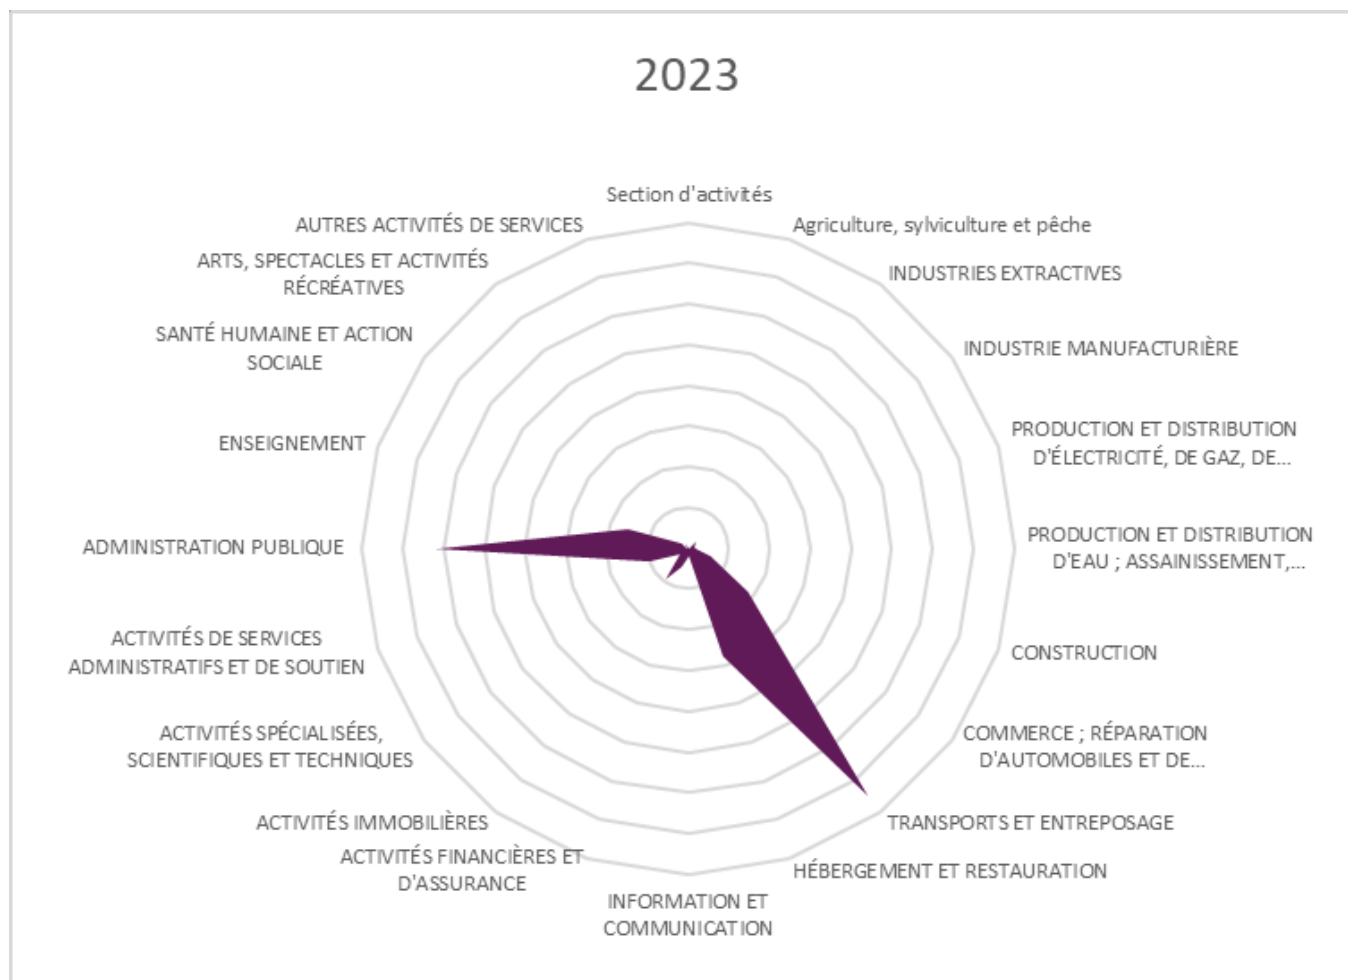 2023
Section d'activités
Agriculture, sylviculture et pêche
INDUSTRIES EXTRACTIVES
INDUSTRIE MANUFACTURIÈRE
PRODUCTION ET DISTRIBUTION
D'ÉLECTRICITÉ, DE GAZ, DE...
PRODUCTION ET DISTRIBUTION
D'EAU ; ASSAINISSEMENT,...
CONSTRUCTION
COMMERCE ; RÉPARATION
D'AUTOMOBILES ET DE...
TRANSPORTS ET ENTREPOSAGE
HÉBERGEMENT ET RESTAURATION
INFORMATION ET
COMMUNICATION
ACTIVITÉS FINANCIÈRES ET
D'ASSURANCE
ACTIVITÉS IMMOBILIÈRES
ACTIVITÉS SPÉCIALISÉES,
SCIENTIFIQUES ET TECHNIQUES
ACTIVITÉS DE SERVICES
ADMINISTRATIFS ET DE SOUTIEN
ADMINISTRATION PUBLIQUE
ENSEIGNEMENT
SANTÉ HUMAINE ET ACTION
SOCIALE
ARTS, SPECTACLES ET ACTIVITÉS
RÉCRÉATIVES
AUTRES ACTIVITÉS DE SERVICES